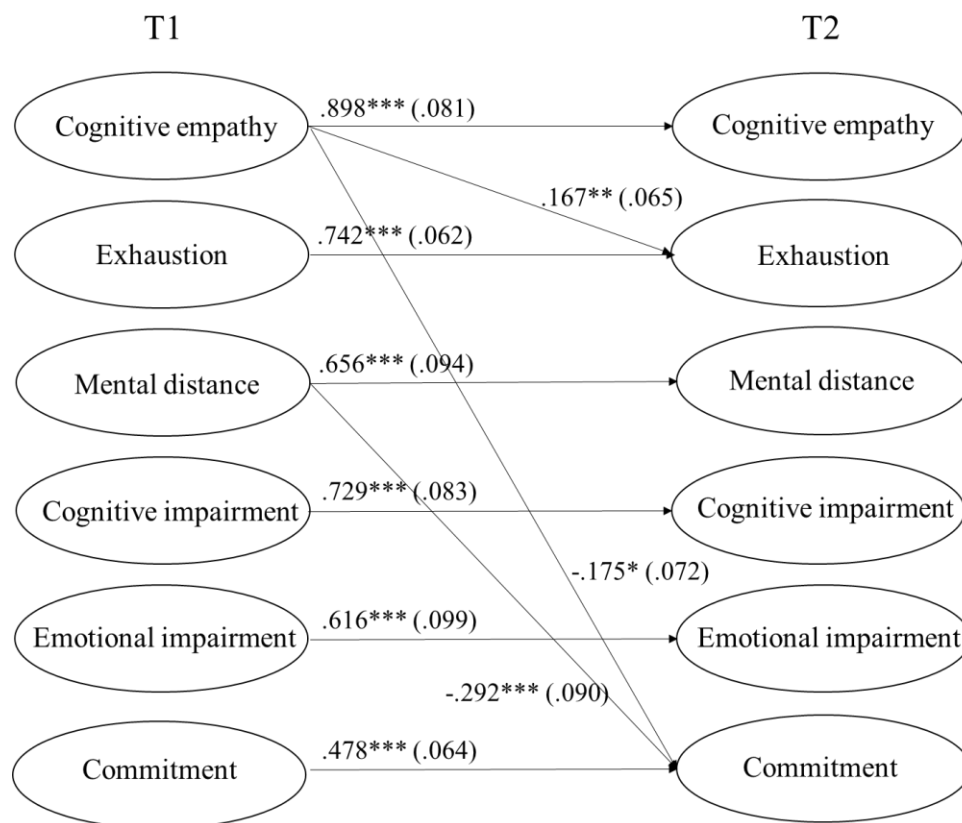 T1 T2
Cognitive empathy .898*** (.081) Cognitive empathy
.167** (.065)
Exhaustion .742*** (.062) Exhaustion
Mental distance .656*** (.094) Mental distance
Cognitive impairment .729*** (.083) Cognitive impairment
-.175* (.072)
Emotional impairment .616*** (.099) Emotional impairment
-.292*** (.090)
Commitment .478*** (.064) Commitment